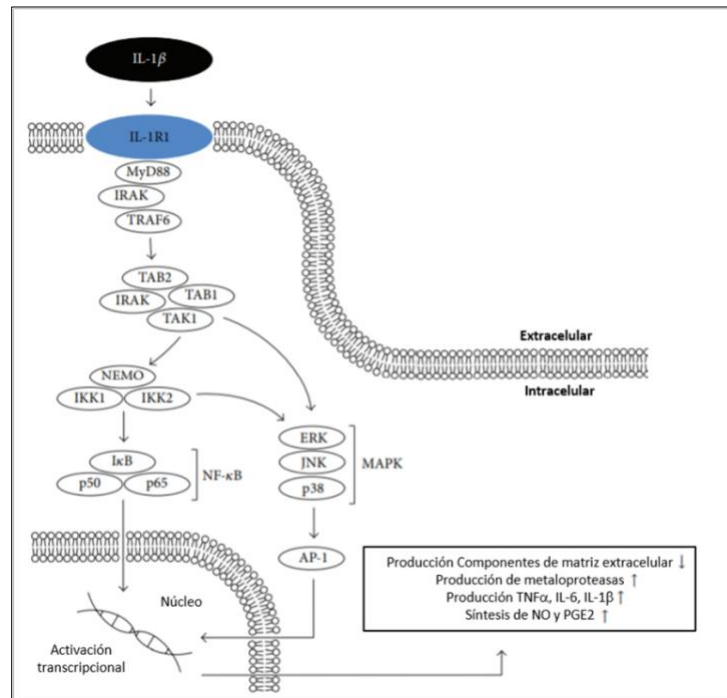 IL-1β
IL-1R1
MyD88
IRAK
TRAF6
TAB2
IRAK
TAB1
TAK1
Extracelular
Intracelular
NEMO
IKK1
IKK2
ERK
JNK
p38
MAPK
IκB
p50
p65
NF-κB
AP-1
Producción Componentes de matriz extracelular ↓
Producción de metaloproteasas ↑
Producción TNFα, IL-6, IL-1β ↑
Síntesis de NO y PGE2 ↑
Núcleo
Activación
transcripcional